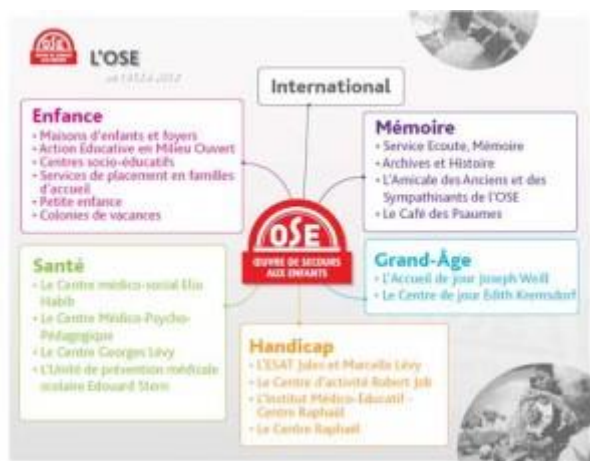 OSE
L'OSE
International
Enfance
• Maisons d'enfants et foyers
• Action Educative en Milieu Ouvert
• Centres socio-éducatifs
• Services de placement en familles
d'accueil
• Petite enfance
• Colonies de vacances
Mémoire
• Service Ecoute, Mémoire
• Archives et Histoire
• L'Amicale des Anciens et des
Sympathisants de l'OSE
• Le Café des Psaumes
OSE
ŒUVRE DE SECOURS
AUX ENFANTS
Santé
• Le Centre médico-social Elio
Habib
• Le Centre Médico-Psycho-
Pédagogique
• Le Centre Georges Lévy
• L'Unité de prévention médicale
scolaire Edouard Stern
Grand-Âge
• L'Accueil de jour Joseph Weill
• Le Centre de jour Edith Kremsdorf
Handicap
• L'ESAT Jules et Marcelle Lévy
• Le Centre d'activité Robert Job
• L'Institut Médico-Educatif -
Centre Raphaël
• Le Centre Raphaël